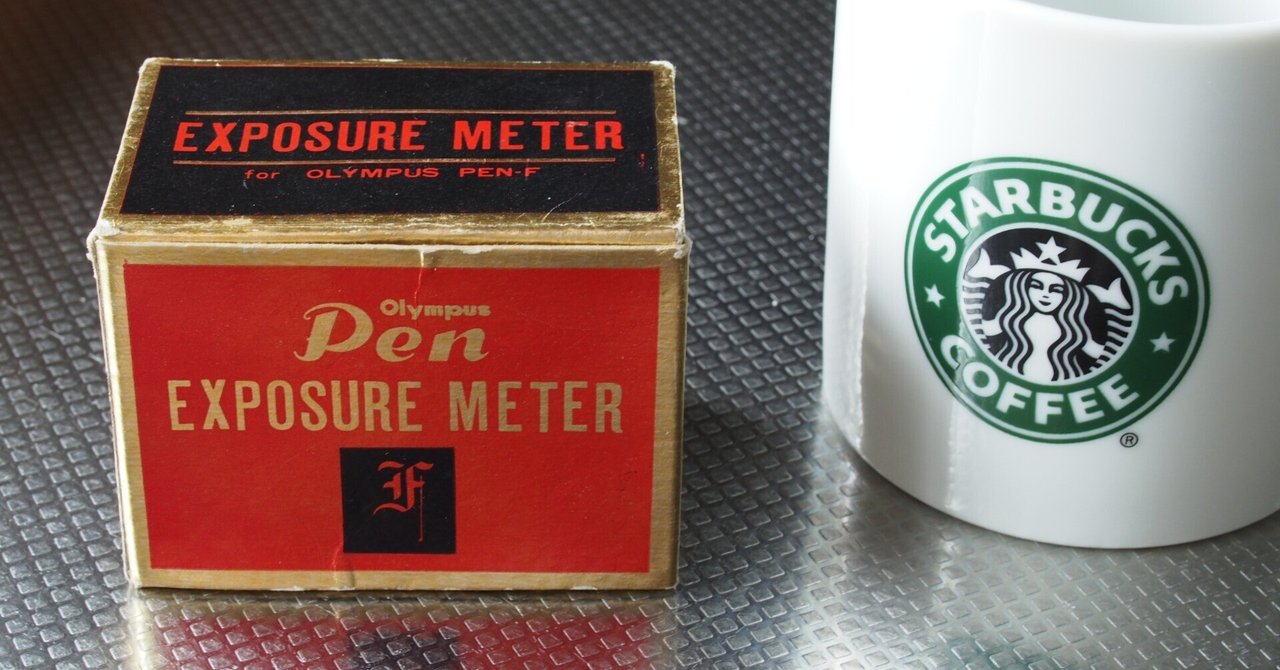 EXPOSURE METER
for OLYMPUS PEN-F
Olympus
Pen
EXPOSURE METER
F
STARBUCKS
COFFEE
®